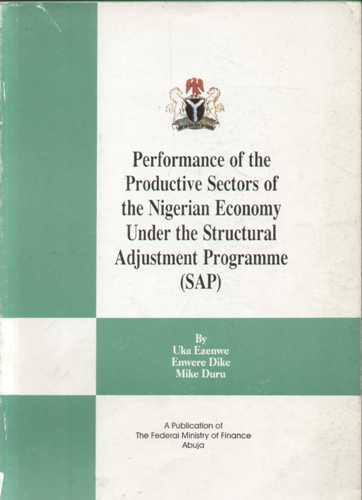 Performance of the
Productive Sectors of
the Nigerian Economy
Under the Structural
Adjustment Programme
(SAP)
By
Uka Ezenwe
Enwere Dike
Mike Duru
A Publication of
The Federal Ministry of Finance
Abuja